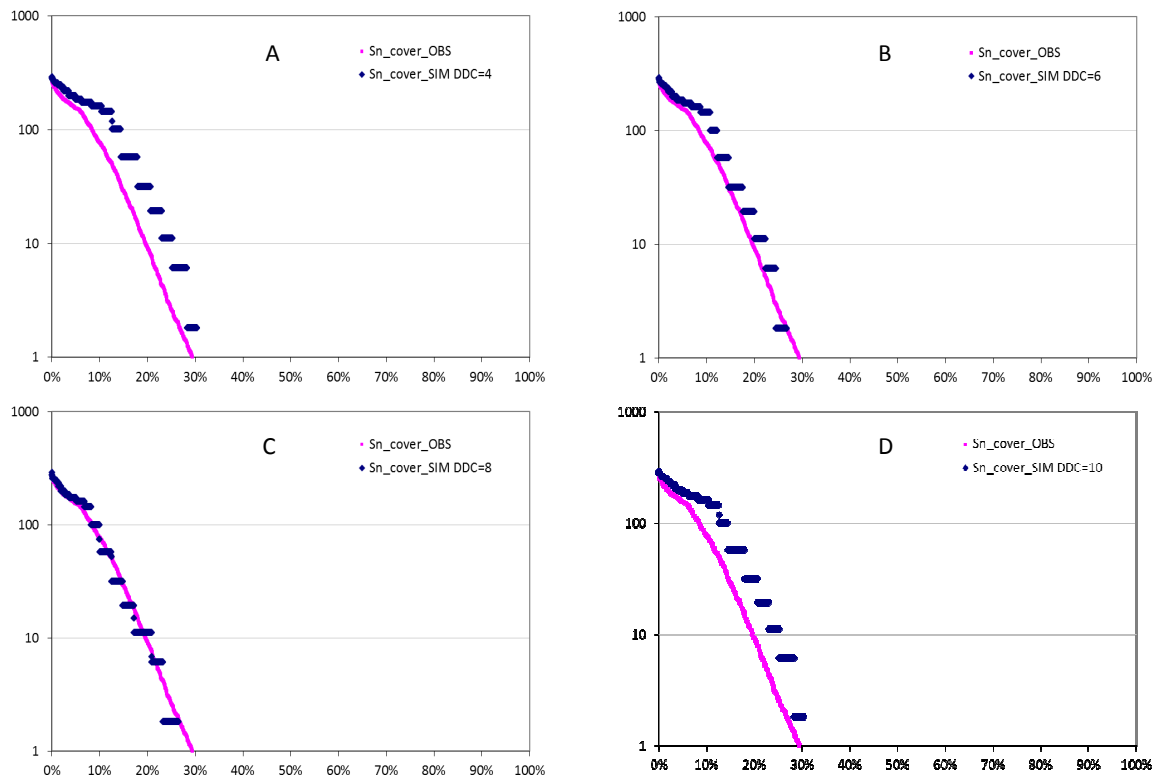 1000
A
Sn_cover_OBS
Sn_cover_SIM DDC=4
100
10
1
0% 10% 20% 30% 40% 50% 60% 70% 80% 90% 100%
1000
B
Sn_cover_OBS
Sn_cover_SIM DDC=6
100
10
1
0% 10% 20% 30% 40% 50% 60% 70% 80% 90% 100%
1000
C
Sn_cover_OBS
Sn_cover_SIM DDC=8
100
10
1
0% 10% 20% 30% 40% 50% 60% 70% 80% 90% 100%
1000
D
Sn_cover_OBS
Sn_cover_SIM DDC=10
100
10
1
0% 10% 20% 30% 40% 50% 60% 70% 80% 90% 100%